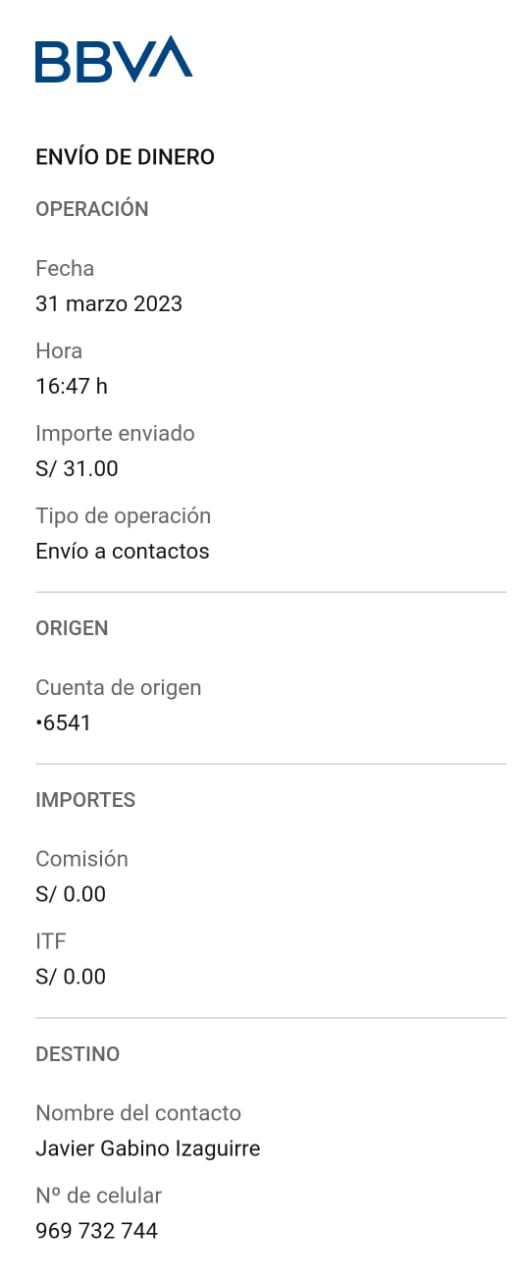 BBVA
ENVÍO DE DINERO
OPERACIÓN
Fecha
31 marzo 2023
Hora
16:47 h
Importe enviado
S/ 31.00
Tipo de operación
Envío a contactos
ORIGEN
Cuenta de origen
•6541
IMPORTES
Comisión
S/ 0.00
ITF
S/ 0.00
DESTINO
Nombre del contacto
Javier Gabino Izaguirre
Nº de celular
969 732 744